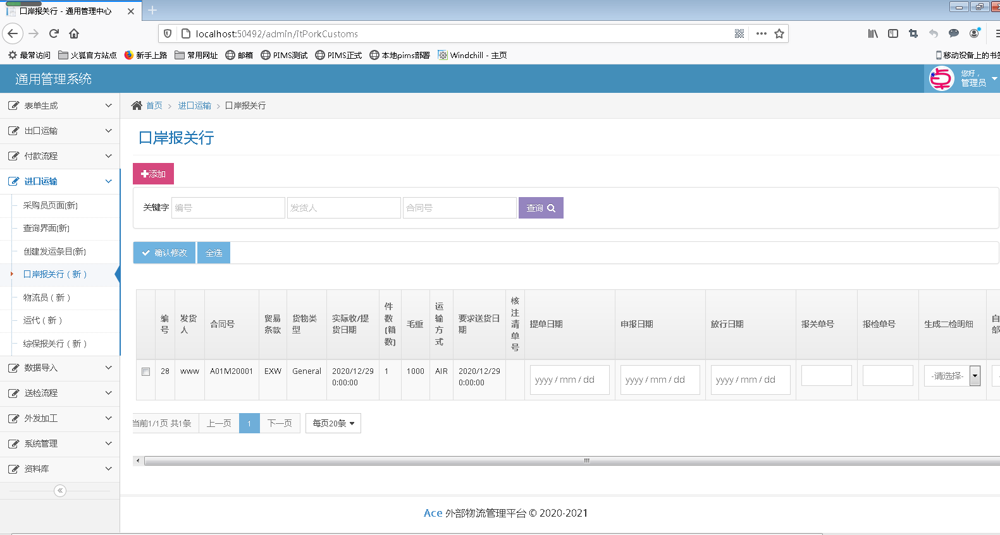 口岸报关行 - 通用管理中心
localhost:50492/admin/itPorkCustoms
最常访问 火狐官方站点 新手上路 常用网址 邮箱 PIMS测试 PIMS正式 本地pims部署 Windchill - 主页 移动设备上的书签
通用管理系统
您好，
管理员
表单生成
出口运输
付款流程
进口运输
采购员页面(新)
查询界面(新)
创建发运条目(新)
口岸报关行（新）
物流员（新）
运代（新）
综保报关行（新）
数据导入
送检流程
外发加工
系统管理
资料库
首页 > 进口运输 > 口岸报关行
口岸报关行
添加
关键字 编号 发货人 合同号 查询
确认修改 全选
编号 发货人 合同号 贸易条款 货物类型 实际收/提货日期 件数(箱数) 毛重 运输方式 要求送货日期 核注清单号 提单日期 申报日期 放行日期 报关单号 报检单号 生成二检明细
28 www A01M20001 EXW General 2020/12/29 0:00:00 1 1000 AIR 2020/12/29 0:00:00 yyyy / mm / dd yyyy / mm / dd yyyy / mm / dd -请选择-
当前1/1页 共1条 上一页 1 下一页 每页20条
Ace 外部物流管理平台 © 2020-2021